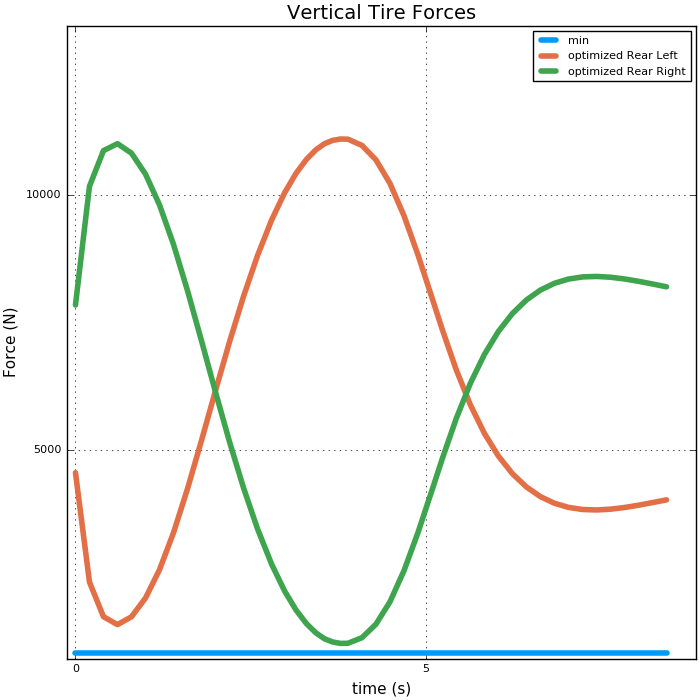 Vertical Tire Forces
min
optimized Rear Left
optimized Rear Right
10000
5000
Force (N)
0
5
time (s)